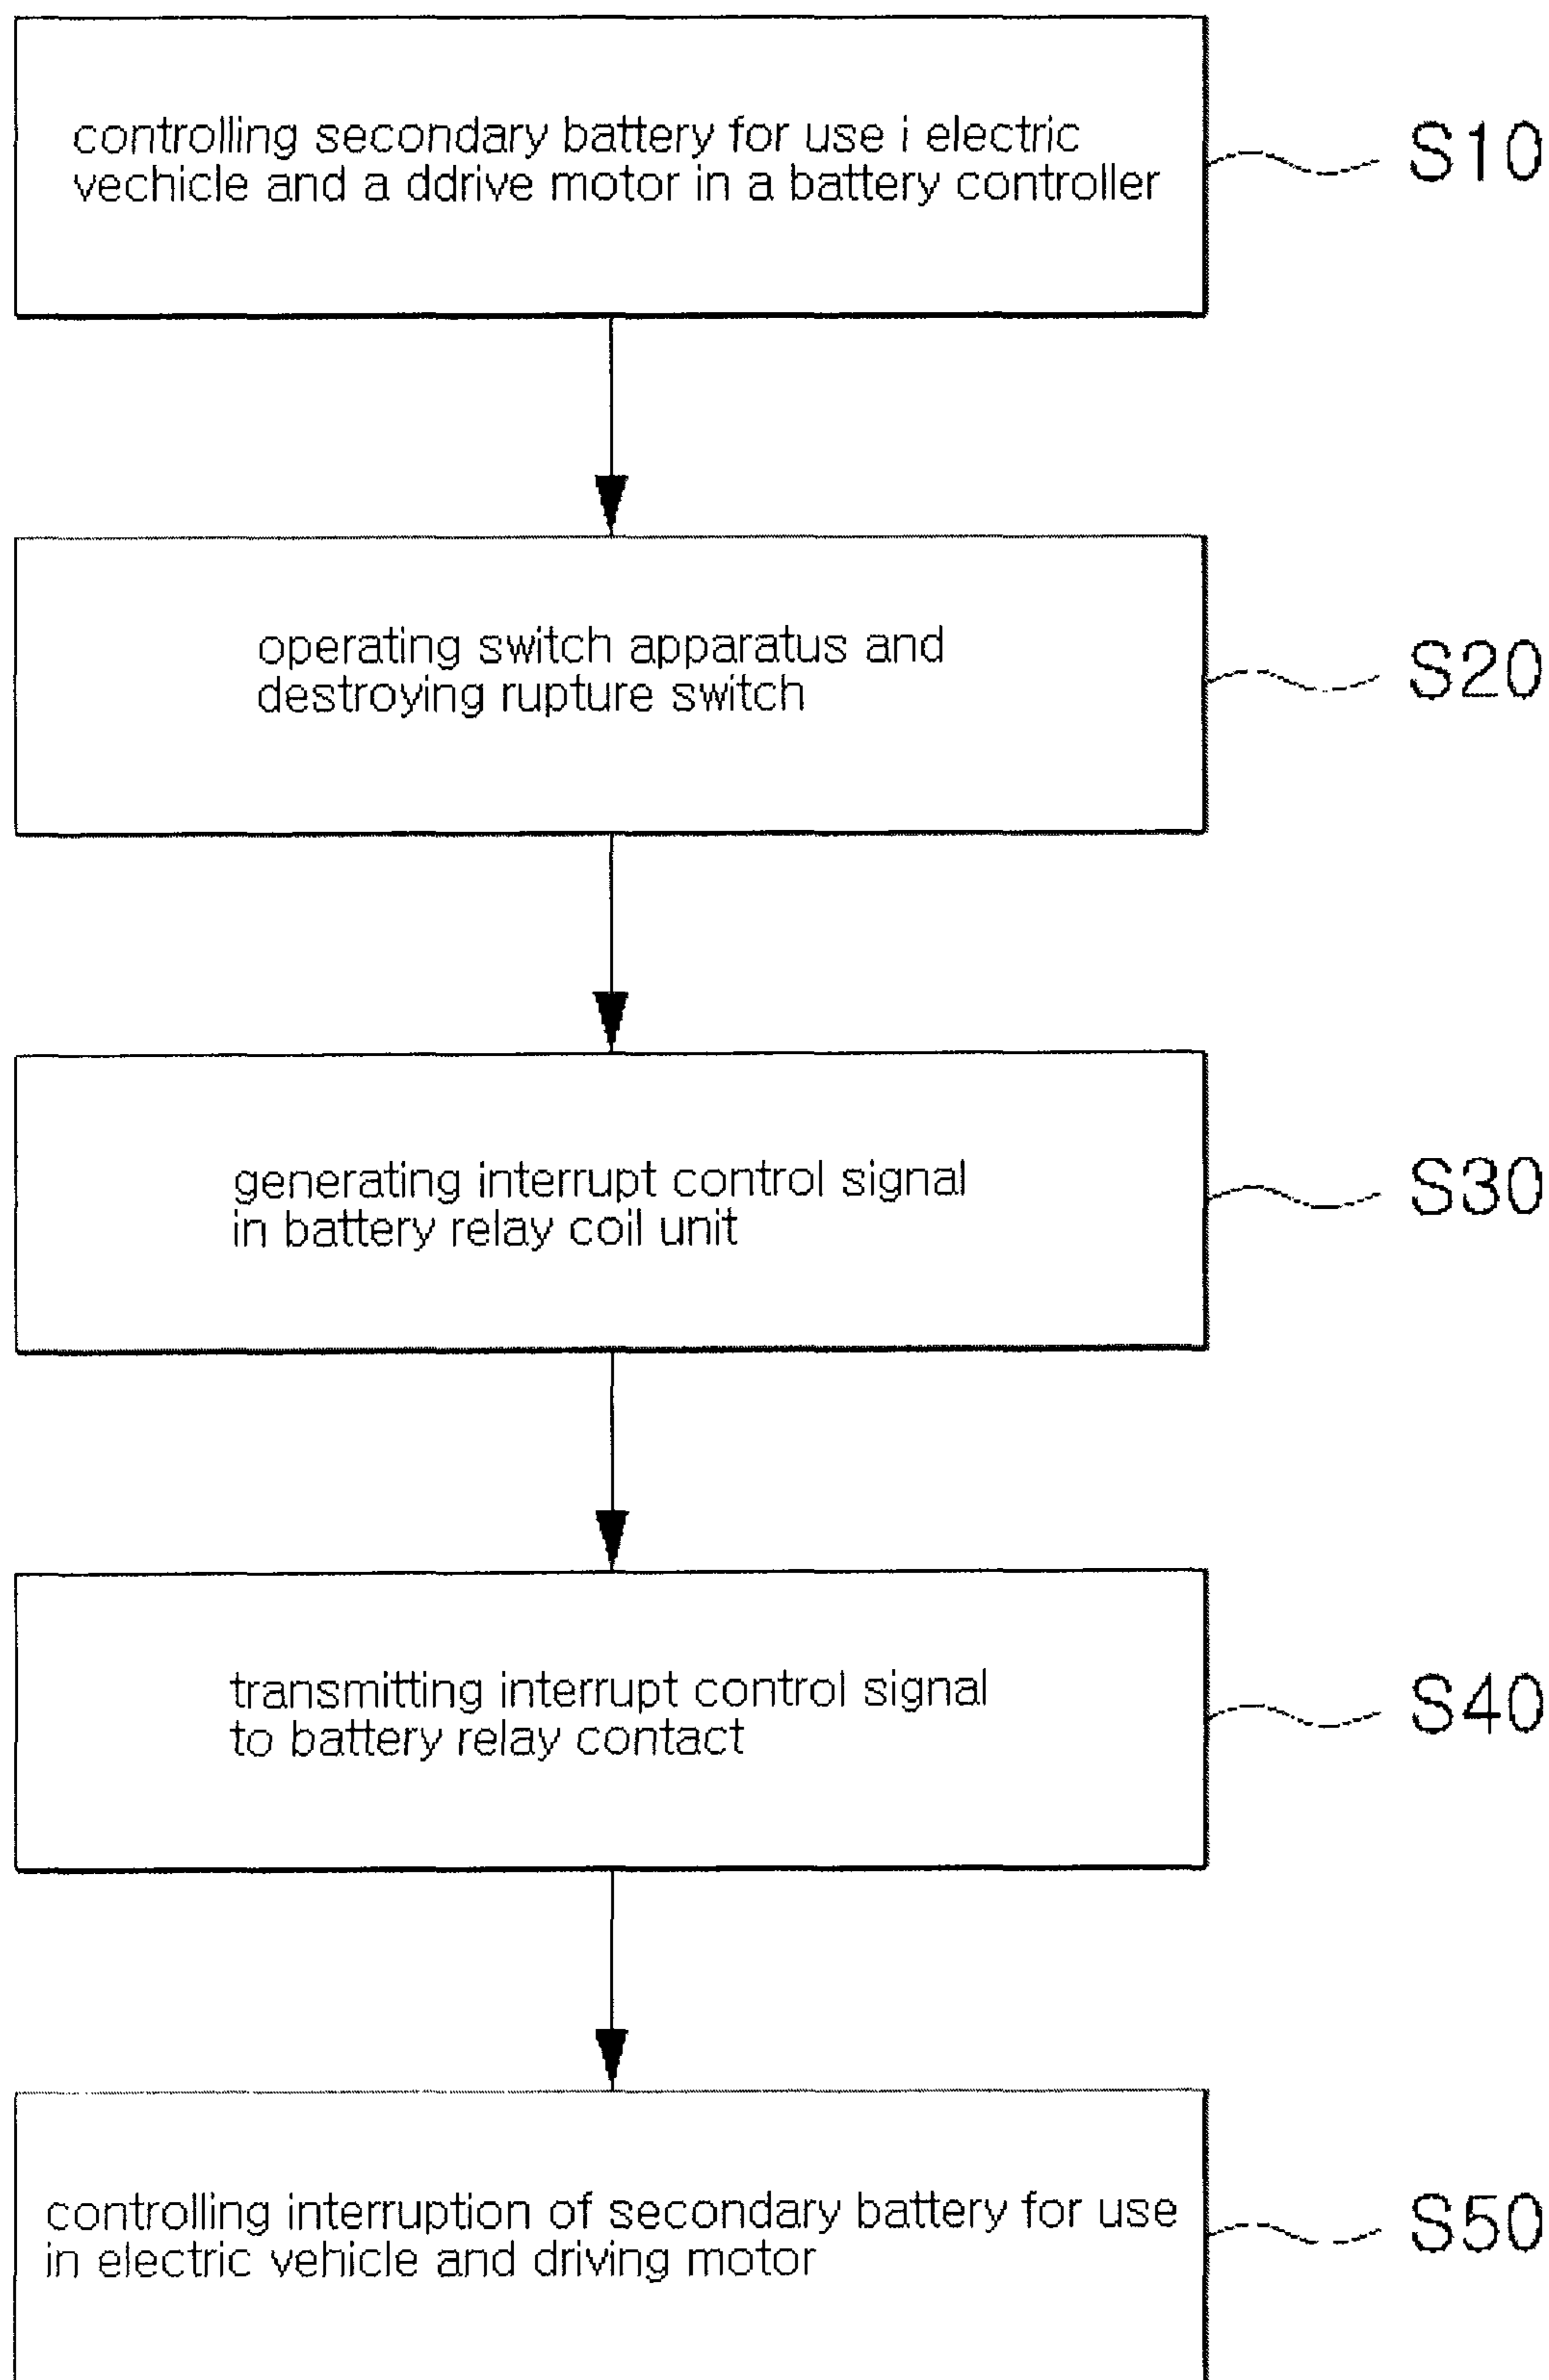 controlling secondary battery for use i electric
vechicle and a ddrive motor in a battery controller
S10
operating switch apparatus and
destroying rupture switch
S20
generating interrupt control signal
in battery relay coil unit
S30
transmitting interrupt control signal
to battery relay contact
S40
controlling interruption of secondary battery for use
in electric vehicle and driving motor
S50